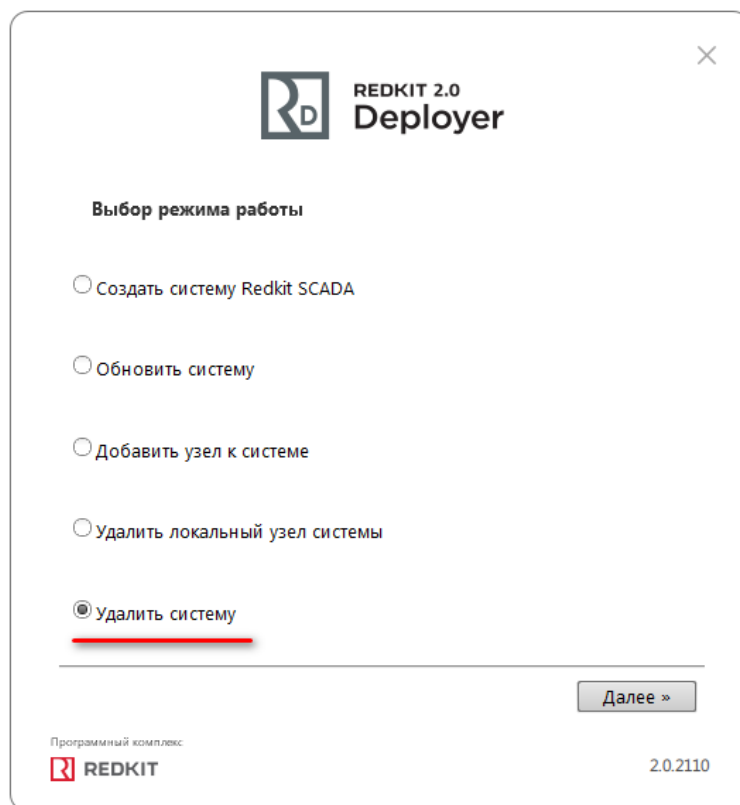 REDKIT 2.0
Deployer
Выбор режима работы
Создать систему Redkit SCADA
Обновить систему
Добавить узел к системе
Удалить локальный узел системы
Удалить систему
Далее »
Программный комплекс
REDKIT
2.0.2110